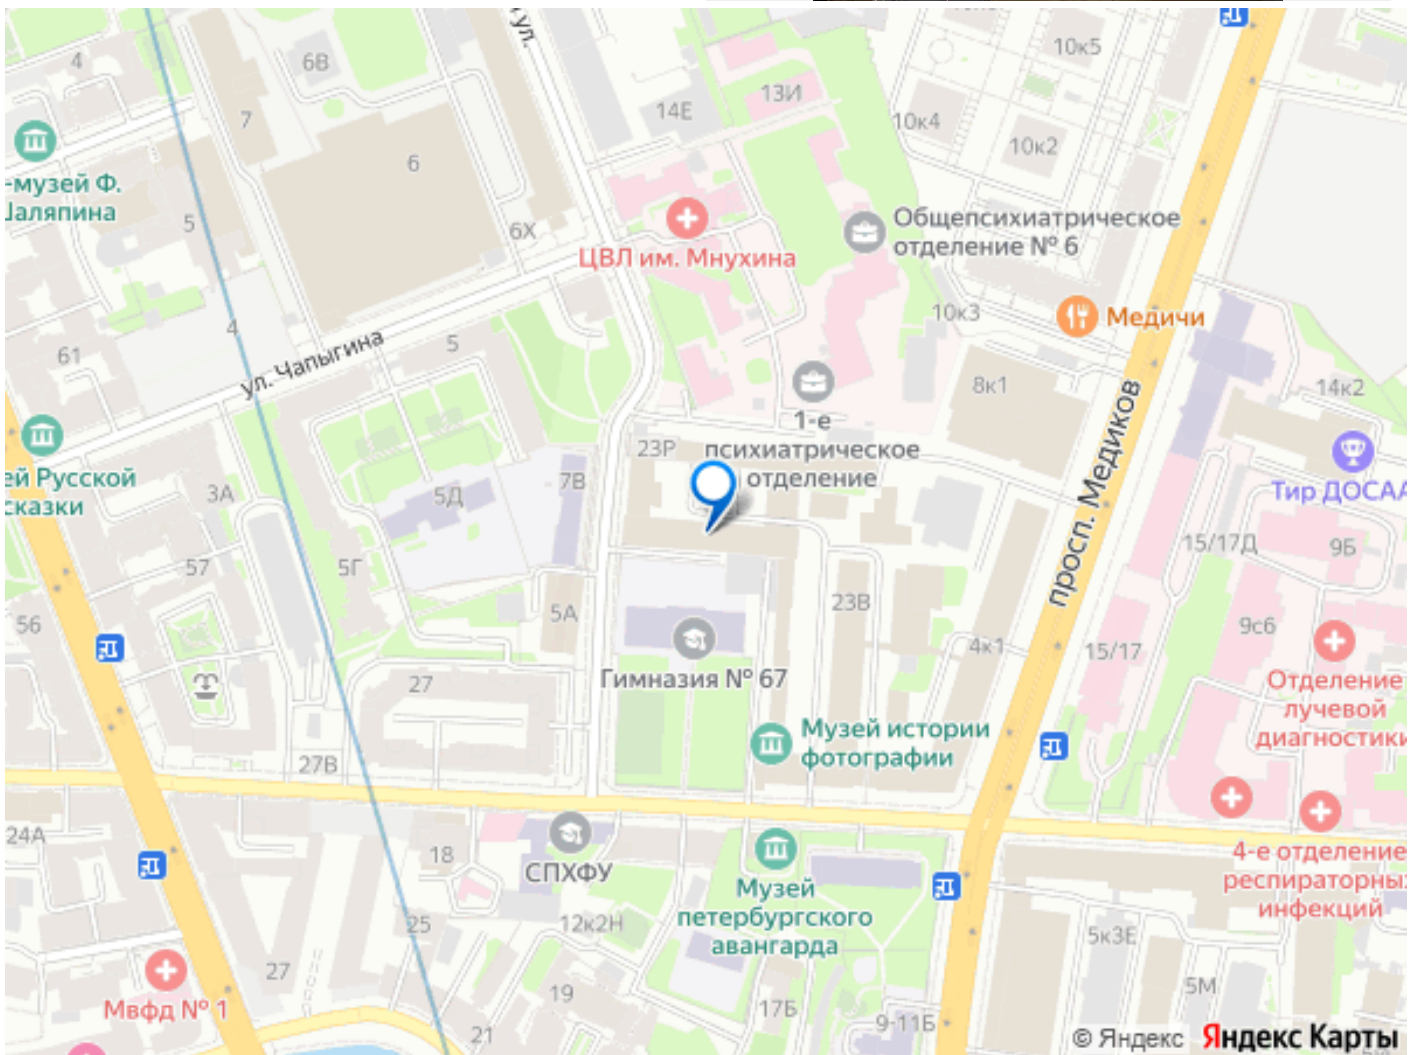 ул.
4
6В
7
6
14Е
13И
10к5
10к4
10к2
-музей Ф.
Шаляпина
5
6Х
ЦВЛ им. Мнухина
Общепсихиатрическое
отделение № 6
10к3
Медичи
4
61
ул. Чапыгина
5
8к1
14к2
1-е
психиатрическое
отделение
23Р
ей Русской
сказки
3А
5Д
7В
просп. Медиков
Тир ДОСАА
15/17Д
9Б
57
5Г
5А
23В
56
9с6
4к1
15/17
Гимназия № 67
27
Отделение
лучевой
диагностики
Музей истории
фотографии
27В
24А
18
СПХФУ
Музей
петербургского
авангарда
4-е отделение
респираторных
инфекций
25
12к2Н
5к3Е
27
Мвфд № 1
19
17Б
5М
21
9-11Б
© Яндекс Яндекс Карты